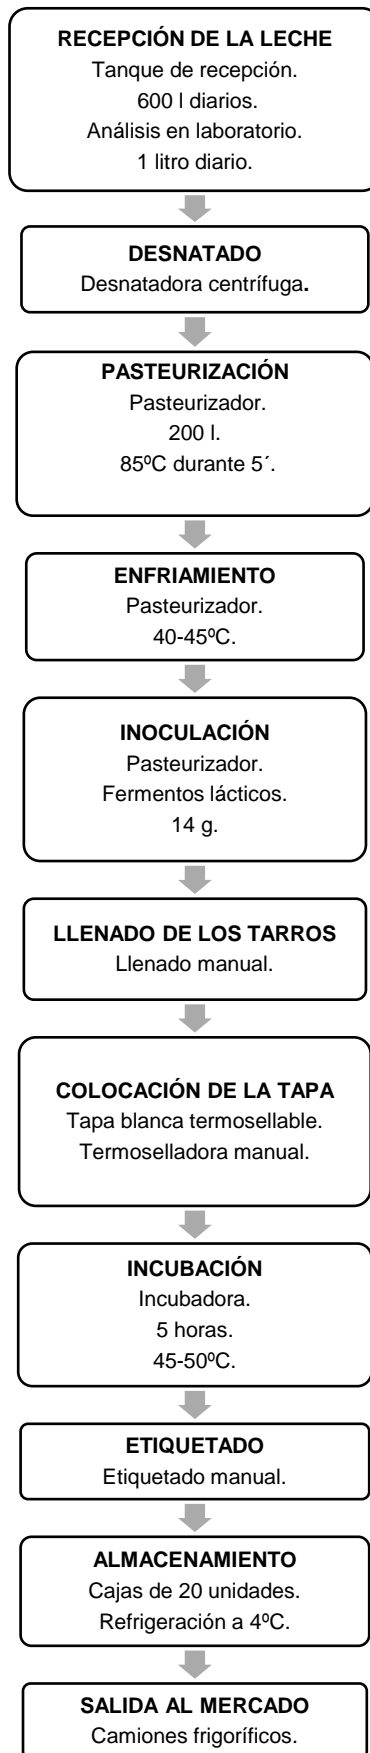 RECEPCIÓN DE LA LECHE
Tanque de recepción.
600 l diarios.
Análisis en laboratorio.
1 litro diario.
DESNATADO
Desnatadora centrífuga.
PASTEURIZACIÓN
Pasteurizador.
200 l.
85ºC durante 5´.
ENFRIAMIENTO
Pasteurizador.
40-45ºC.
INOCULACIÓN
Pasteurizador.
Fermentos lácticos.
14 g.
LLENADO DE LOS TARROS
Llenado manual.
COLOCACIÓN DE LA TAPA
Tapa blanca termosellable.
Termoselladora manual.
INCUBACIÓN
Incubadora.
5 horas.
45-50ºC.
ETIQUETADO
Etiquetado manual.
ALMACENAMIENTO
Cajas de 20 unidades.
Refrigeración a 4ºC.
SALIDA AL MERCADO
Camiones frigoríficos.